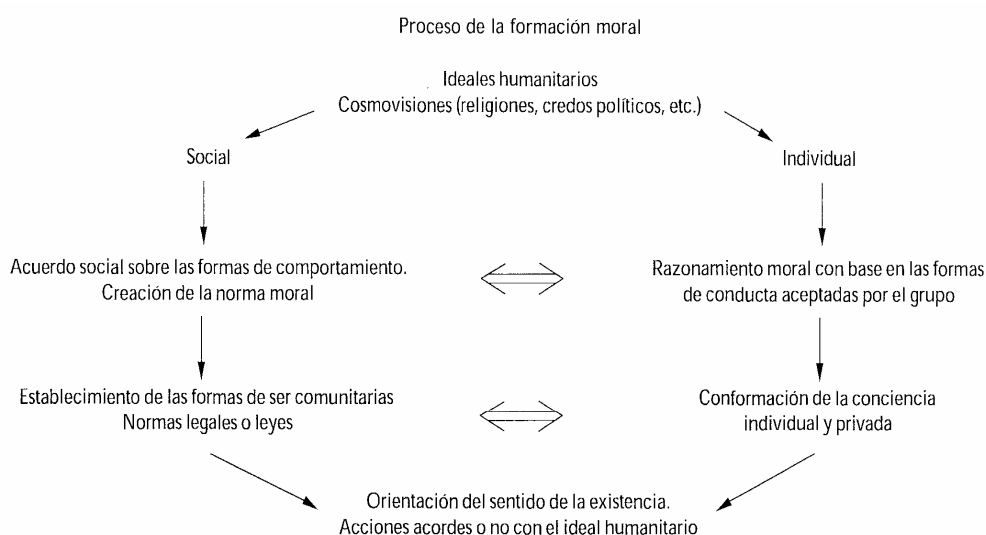 Proceso de la formación moral
Ideales humanitarios
Cosmovisiones (religiones, credos políticos, etc.)
Social
Individual
Acuerdo social sobre las formas de comportamiento.
Creación de la norma moral
Razonamiento moral con base en las formas
de conducta aceptadas por el grupo
Establecimiento de las formas de ser comunitarias
Normas legales o leyes
Conformación de la conciencia
individual y privada
Orientación del sentido de la existencia.
Acciones acordes o no con el ideal humanitario